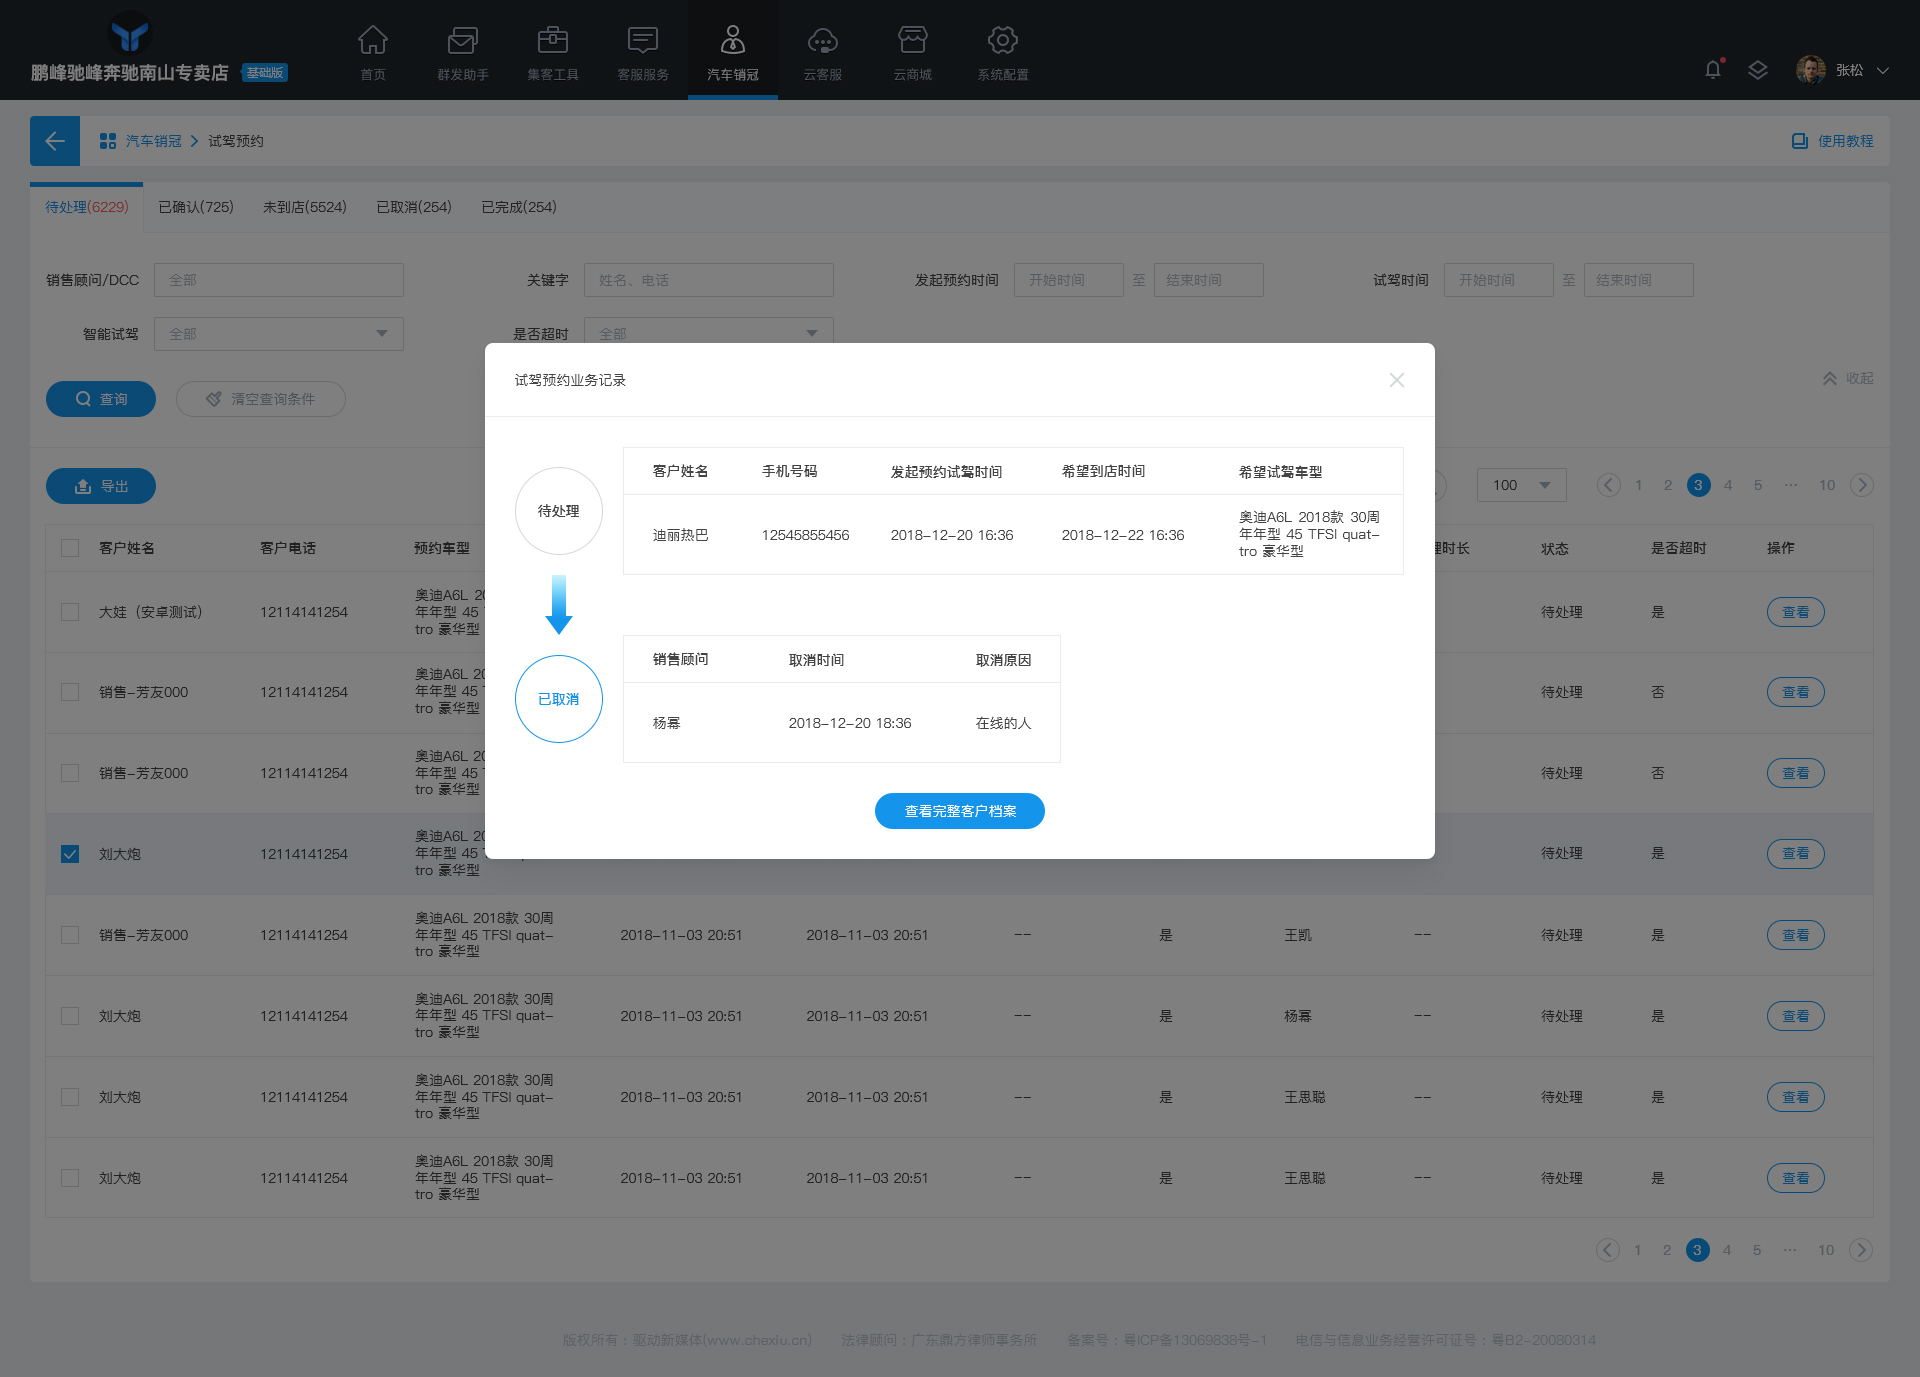 鹏峰驰峰奔驰南山专卖店 基础版
首页 群发助手 集客工具 客服服务 汽车销冠 云客服 云商城 系统配置
张松
汽车销冠 试驾预约
使用教程
待处理(6229) 已确认(725) 未到店(5524) 已取消(254) 已完成(254)
销售顾问/DCC 全部 关键字 姓名、电话 发起预约时间 开始时间 至 结束时间 试驾时间 开始时间 至 结束时间
智能试驾 全部 是否超时 全部
查询 清空查询条件 收起
导出 100 1 2 3 4 5 ··· 10
试驾预约业务记录
待处理
客户姓名 手机号码 发起预约试驾时间 希望到店时间 希望试驾车型
迪丽热巴 12545855456 2018-12-20 16:36 2018-12-22 16:36 奥迪A6L 2018款 30周
年年型 45 TFSI quat-
tro 豪华型
已取消
销售顾问 取消时间 取消原因
杨幂 2018-12-20 18:36 在线的人
查看完整客户档案
客户姓名 客户电话 预约车型 理时长 状态 是否超时 操作
大娃（安卓测试） 12114141254 奥迪A6L 20
年年型 45 T
tro 豪华型 待处理 是 查看
销售-芳友000 12114141254 奥迪A6L 20
年年型 45 T
tro 豪华型 待处理 否 查看
销售-芳友000 12114141254 奥迪A6L 20
年年型 45 T
tro 豪华型 待处理 否 查看
刘大炮 12114141254 奥迪A6L 20
年年型 45
tro 豪华型 待处理 是 查看
销售-芳友000 12114141254 奥迪A6L 2018款 30周
年年型 45 TFSI quat-
tro 豪华型 2018-11-03 20:51 2018-11-03 20:51 -- 是 王凯 -- 待处理 是 查看
刘大炮 12114141254 奥迪A6L 2018款 30周
年年型 45 TFSI quat-
tro 豪华型 2018-11-03 20:51 2018-11-03 20:51 -- 是 杨幂 -- 待处理 是 查看
刘大炮 12114141254 奥迪A6L 2018款 30周
年年型 45 TFSI quat-
tro 豪华型 2018-11-03 20:51 2018-11-03 20:51 -- 是 王思聪 -- 待处理 是 查看
刘大炮 12114141254 奥迪A6L 2018款 30周
年年型 45 TFSI quat-
tro 豪华型 2018-11-03 20:51 2018-11-03 20:51 -- 是 王思聪 -- 待处理 是 查看
1 2 3 4 5 ··· 10
版权所有：驱动新媒体(www.chexiu.cn) 法律顾问：广东鼎方律师事务所 备案号：粤ICP备13069838号-1 电信与信息业务经营许可证号：粤B2-20080314